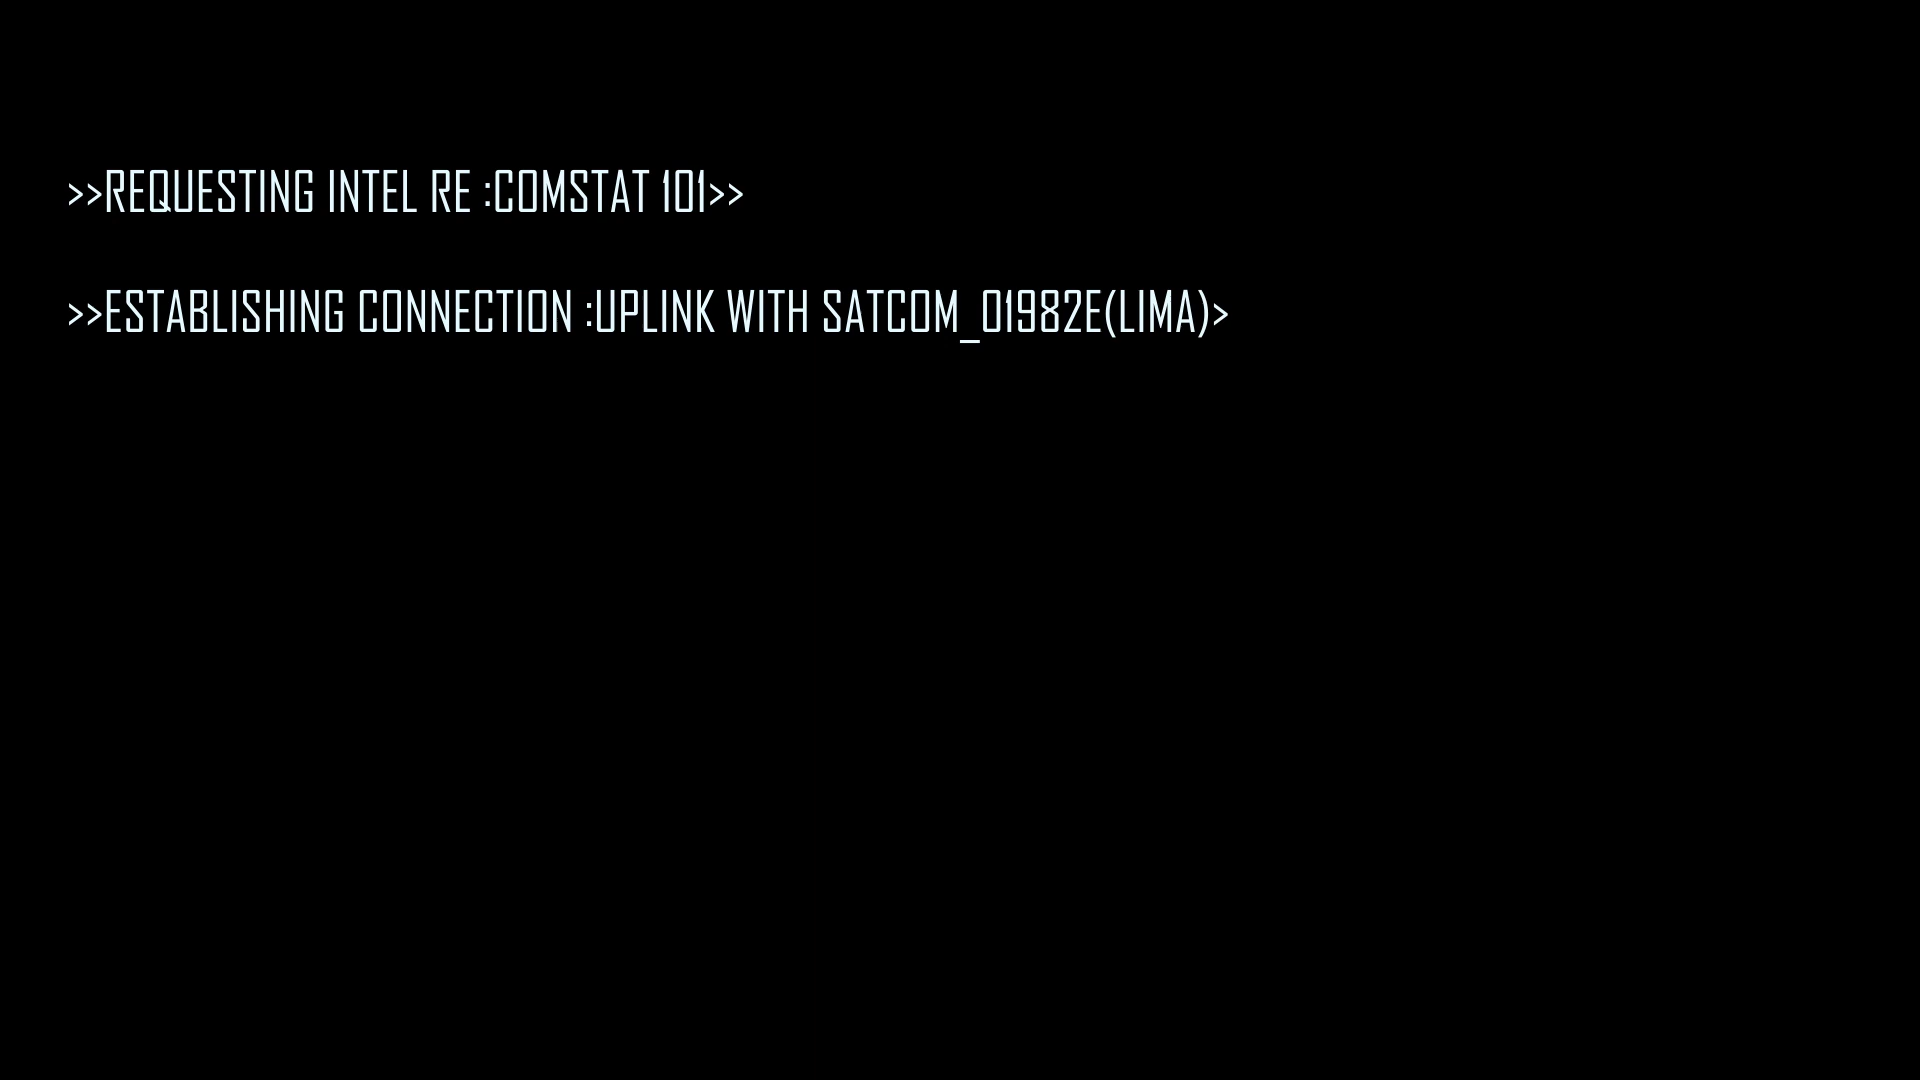 >>REQUESTING INTEL RE :COMSTAT 101>>
>>ESTABLISHING CONNECTION :UPLINK WITH SATCOM_01982E(LIMA)>